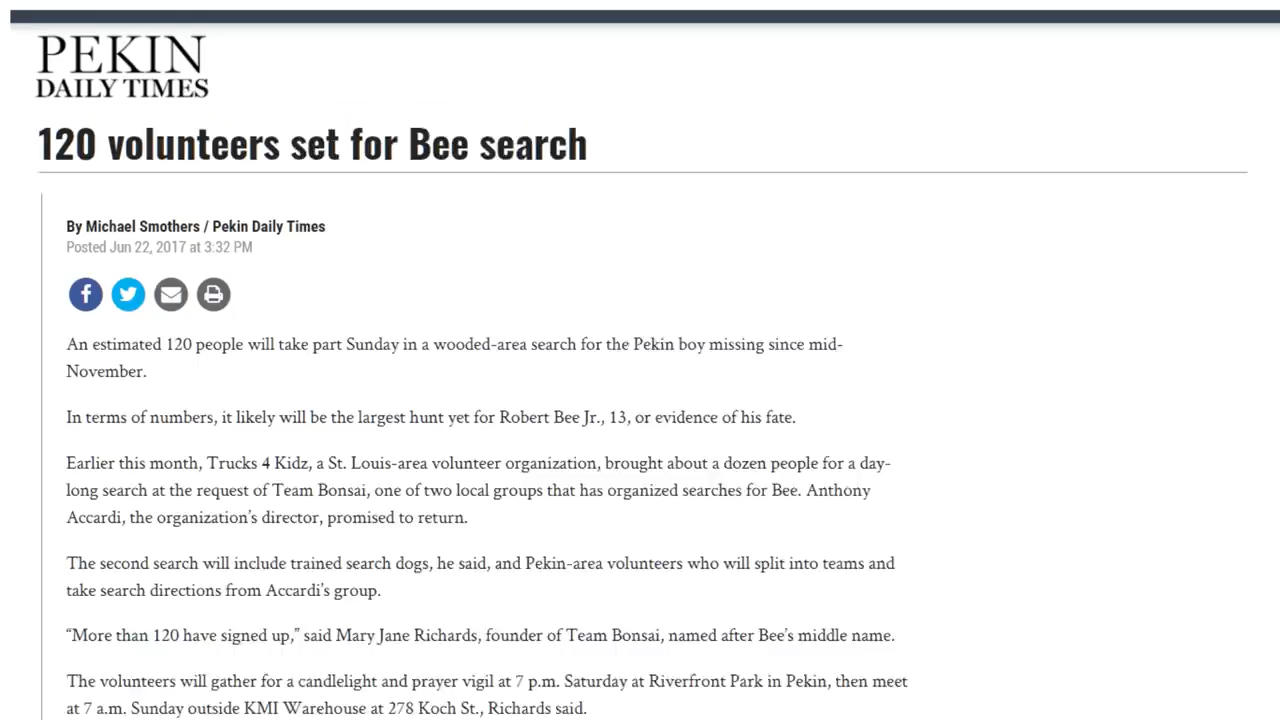 PEKIN
DAILY TIMES
120 volunteers set for Bee search
By Michael Smothers / Pekin Daily Times
Posted Jun 22, 2017 at 3:32 PM
An estimated 120 people will take part Sunday in a wooded-area search for the Pekin boy missing since mid-
November.
In terms of numbers, it likely will be the largest hunt yet for Robert Bee Jr., 13, or evidence of his fate.
Earlier this month, Trucks 4 Kidz, a St. Louis-area volunteer organization, brought about a dozen people for a day-
long search at the request of Team Bonsai, one of two local groups that has organized searches for Bee. Anthony
Accardi, the organization’s director, promised to return.
The second search will include trained search dogs, he said, and Pekin-area volunteers who will split into teams and
take search directions from Accardi’s group.
“More than 120 have signed up,” said Mary Jane Richards, founder of Team Bonsai, named after Bee’s middle name.
The volunteers will gather for a candlelight and prayer vigil at 7 p.m. Saturday at Riverfront Park in Pekin, then meet
at 7 a.m. Sunday outside KMI Warehouse at 278 Koch St., Richards said.